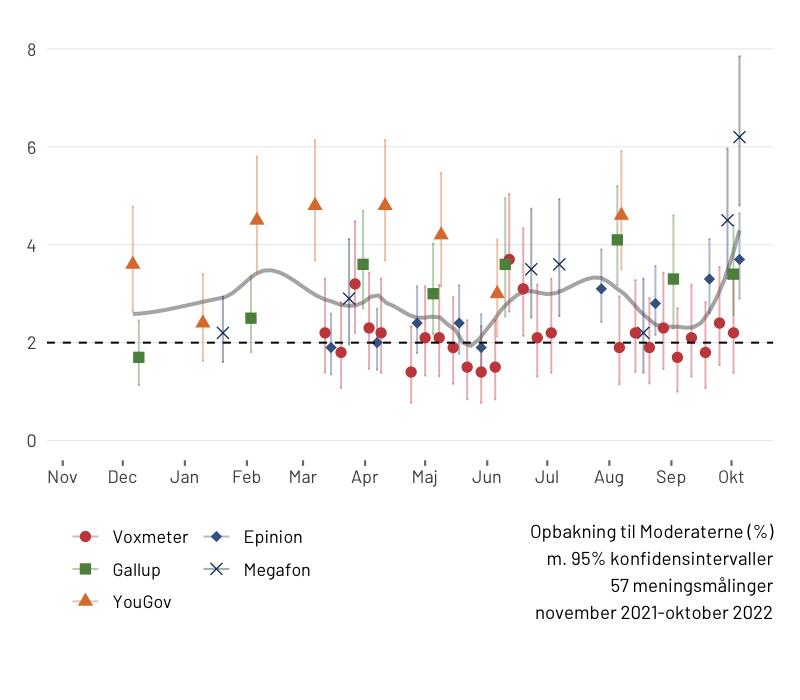 8
6
4
2
0
Nov Dec Jan Feb Mar Apr Maj Jun Jul Aug Sep Okt
Voxmeter Epinion
Gallup Megafon
YouGov
Opbakning til Moderaterne (%)
m. 95% konfidensintervaller
57 meningsmålinger
november 2021-oktober 2022